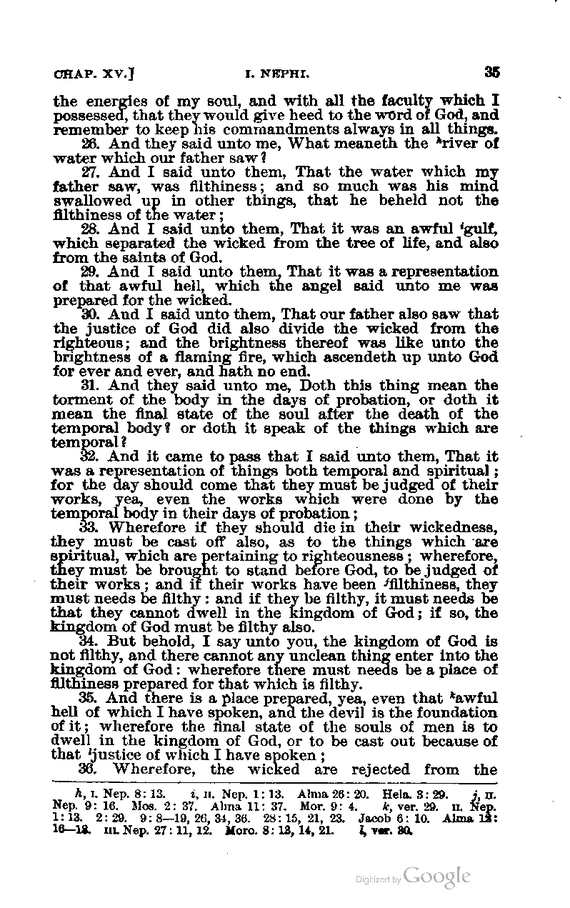 CHAP. XV.] I. NEPHI. 35
the energies of my soul, and with all the faculty which I
possessed, that they would give heed to the word of God, and
remember to keep his commandments always in all things.
26. And they said unto me, What meaneth the ʰriver of
water which our father saw?
27. And I said unto them, That the water which my
father saw, was filthiness; and so much was his mind
swallowed up in other things, that he beheld not the
filthiness of the water;
28. And I said unto them, That it was an awful ⁱgulf,
which separated the wicked from the tree of life, and also
from the saints of God.
29. And I said unto them, That it was a representation
of that awful hell, which the angel said unto me was
prepared for the wicked.
30. And I said unto them, That our father also saw that
the justice of God did also divide the wicked from the
righteous; and the brightness thereof was like unto the
brightness of a flaming fire, which ascendeth up unto God
for ever and ever, and hath no end.
31. And they said unto me, Doth this thing mean the
torment of the body in the days of probation, or doth it
mean the final state of the soul after the death of the
temporal body? or doth it speak of the things which are
temporal?
32. And it came to pass that I said unto them, That it
was a representation of things both temporal and spiritual;
for the day should come that they must be judged of their
works, yea, even the works which were done by the
temporal body in their days of probation;
33. Wherefore if they should die in their wickedness,
they must be cast off also, as to the things which are
spiritual, which are pertaining to righteousness; wherefore,
they must be brought to stand before God, to be judged of
their works; and if their works have been ʲfilthiness, they
must needs be filthy: and if they be filthy, it must needs be
that they cannot dwell in the kingdom of God; if so, the
kingdom of God must be filthy also.
34. But behold, I say unto you, the kingdom of God is
not filthy, and there cannot any unclean thing enter into the
kingdom of God: wherefore there must needs be a place of
filthiness prepared for that which is filthy.
35. And there is a place prepared, yea, even that ᵏawful
hell of which I have spoken, and the devil is the foundation
of it; wherefore the final state of the souls of men is to
dwell in the kingdom of God, or to be cast out because of
that ˡjustice of which I have spoken;
36. Wherefore, the wicked are rejected from the
h, I. Nep. 8: 13. i, II. Nep. 1: 13. Alma 26: 20. Hela. 3: 29. j, II.
Nep. 9: 16. Mos. 2: 37. Alma 11: 37. Mor. 9: 4. k, ver. 29. II. Nep.
1: 13. 2: 29. 9: 8—19, 26, 34, 36. 28: 15, 21, 23. Jacob 6: 10. Alma 12:
16—18. III. Nep. 27: 11, 12. Moro. 8: 13, 14, 21. l, ver. 30.
Digitized by Google